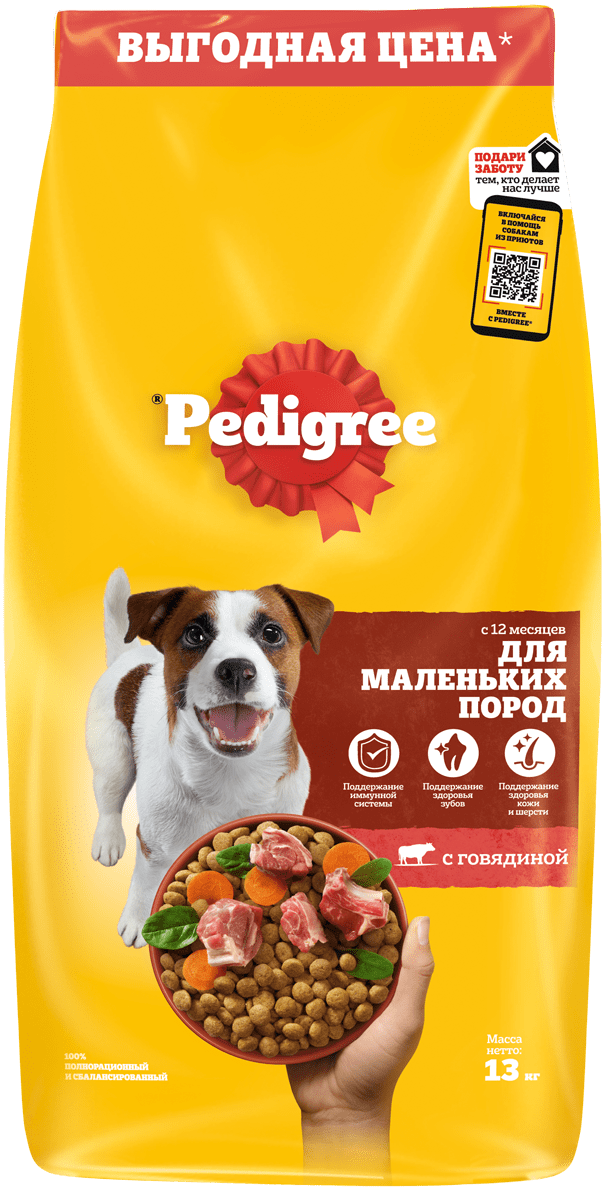 ВЫГОДНАЯ ЦЕНА*
ПОДАРИ
ЗАБОТУ
тем, кто делает
нас лучше
ВКЛЮЧАЙСЯ
В ПОМОЩЬ
СОБАКАМ
ИЗ ПРИЮТОВ
ВМЕСТЕ
С PEDIGREE®
® Pedigree
с 12 месяцев
ДЛЯ
МАЛЕНЬКИХ
ПОРОД
Поддержание
иммунной
системы
Поддержание
здоровья
зубов
Поддержание
здоровья
кожи
и шерсти
с говядиной
100%
ПОЛНОРАЦИОННЫЙ
И СБАЛАНСИРОВАННЫЙ
Масса
нетто:
13 кг